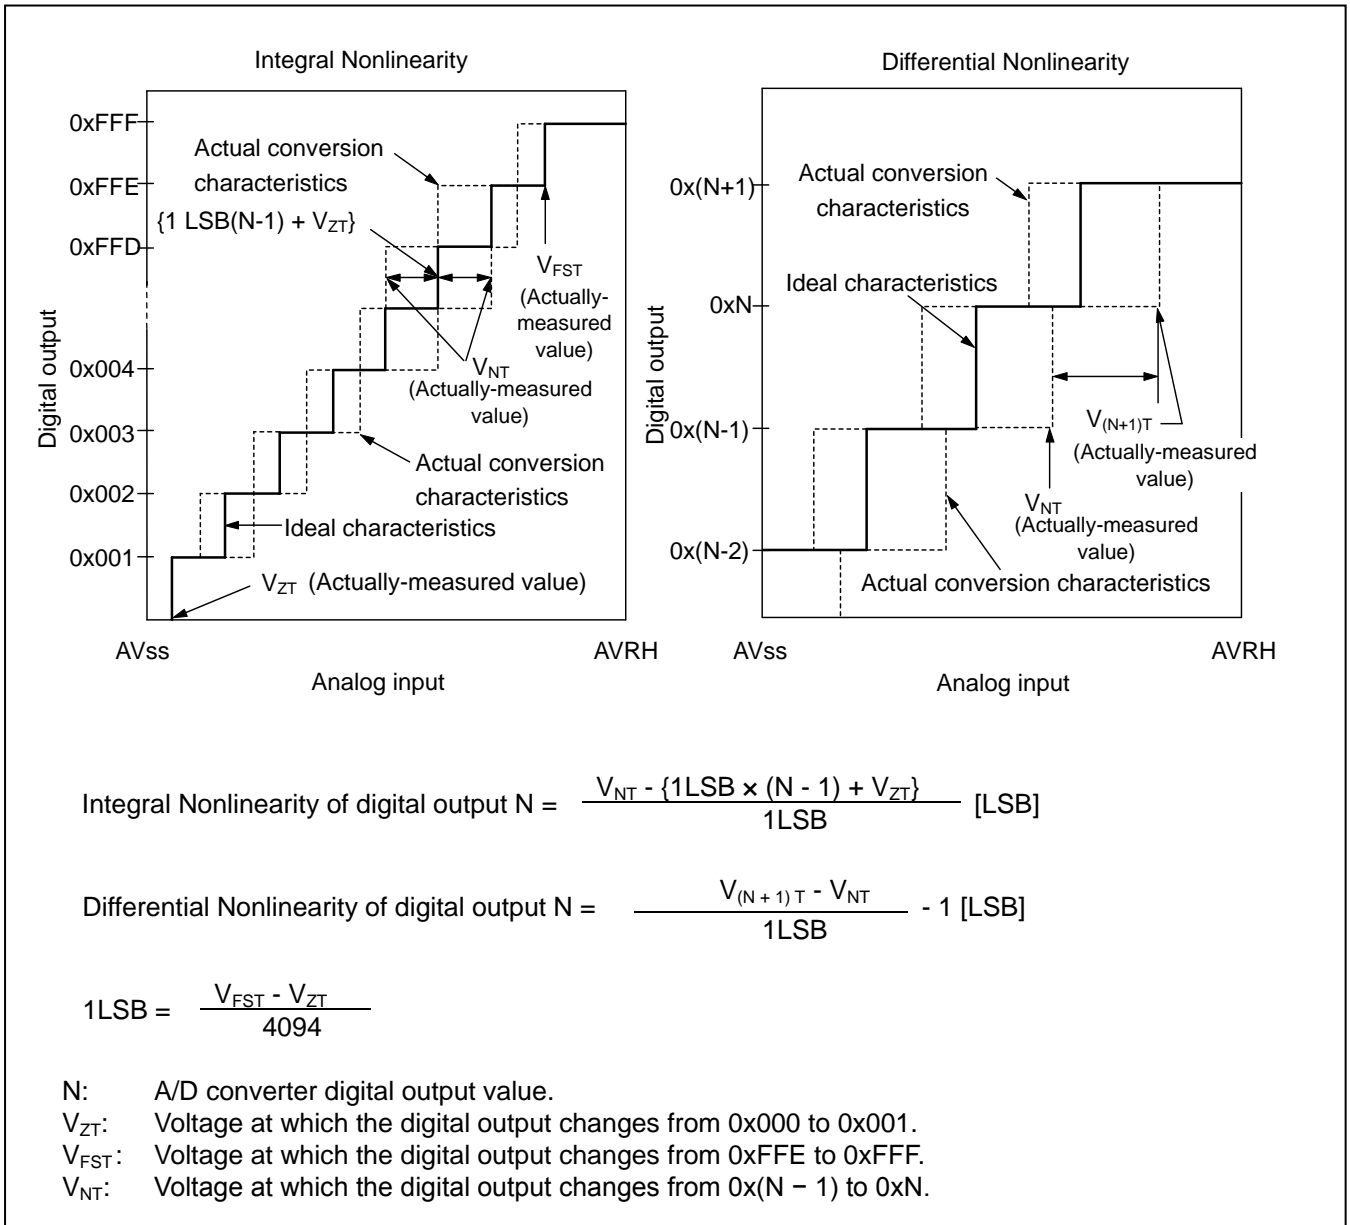 Integral Nonlinearity
0xFFF
0xFFE
0xFFD
0x004
0x003
0x002
0x001
Digital output
Actual conversion
characteristics
{1 LSB(N-1) + VZT}
VFST
(Actually-
measured
value)
VNT
(Actually-measured
value)
Actual conversion
characteristics
Ideal characteristics
VZT (Actually-measured value)
AVss
AVRH
Analog input
Differential Nonlinearity
0x(N+1)
0xN
0x(N-1)
0x(N-2)
Digital output
Actual conversion
characteristics
Ideal characteristics
V(N+1)T
(Actually-measured
value)
VNT
(Actually-measured
value)
Actual conversion characteristics
AVss
AVRH
Analog input
Integral Nonlinearity of digital output N = VNT - {1LSB × (N - 1) + VZT} [LSB]
1LSB
Differential Nonlinearity of digital output N = V(N + 1) T - VNT - 1 [LSB]
1LSB
1LSB = VFST - VZT
4094
N: A/D converter digital output value.
VZT: Voltage at which the digital output changes from 0x000 to 0x001.
VFST: Voltage at which the digital output changes from 0xFFE to 0xFFF.
VNT: Voltage at which the digital output changes from 0x(N − 1) to 0xN.